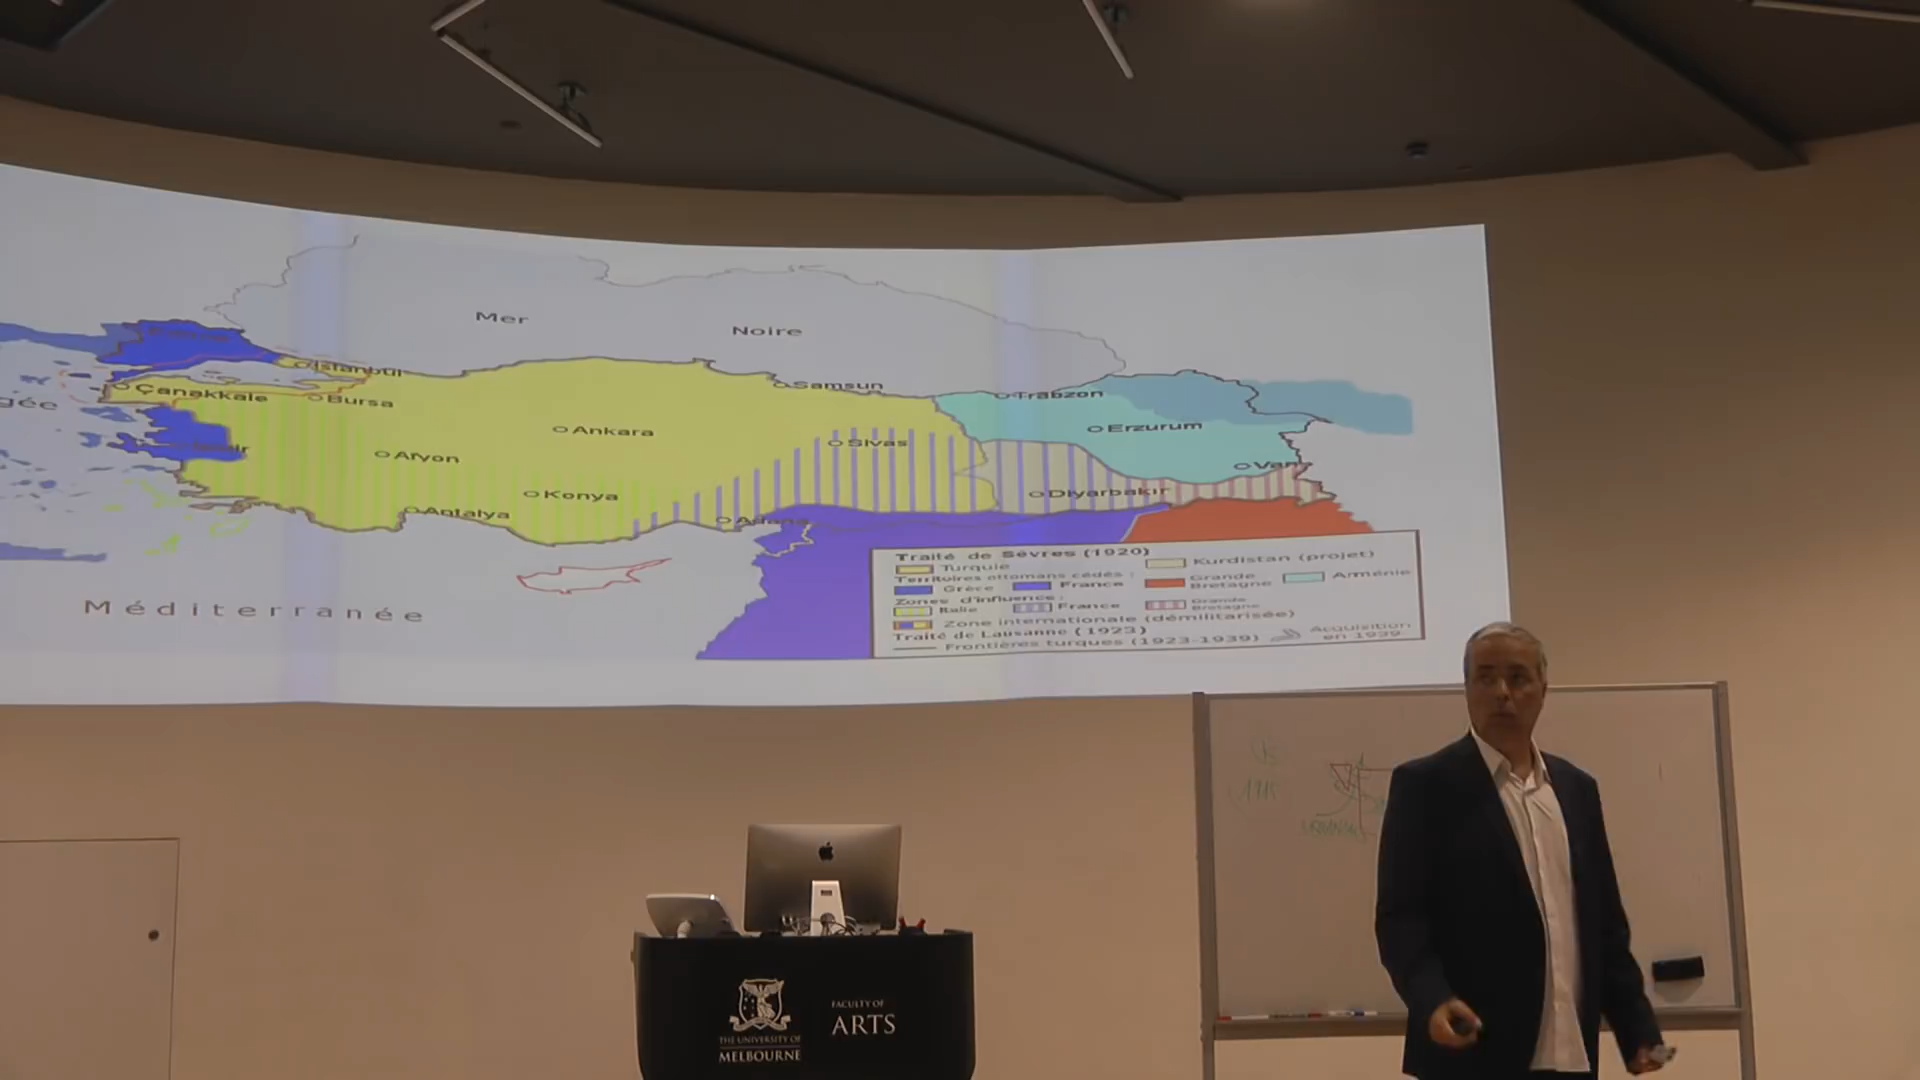 Mer
Noire
Istanbul
Çanakkale
Bursa
Samsun
Trabzon
gée
Ankara
Sivas
Erzurum
Afyon
Van
Konya
Diyarbakır
Antalya
Adana
Méditerranée
Traité de Sèvres (1920)
Turquie
Kurdistan (projet)
Territoires ottomans cédés :
Grèce
France
Grande
Bretagne
Arménie
Zones d'influence :
Italie
France
Grande
Bretagne
Zone internationale (démilitarisée)
Traité de Lausanne (1923)
Frontières turques (1923-1939)
Acquisition
en 1939
THE UNIVERSITY OF
MELBOURNE
FACULTY OF
ARTS